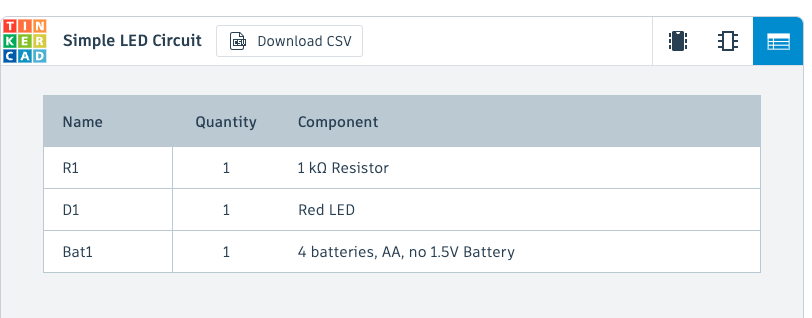 TIN
KER
CAD
Simple LED Circuit
CSV Download CSV
Name Quantity Component
R1 1 1 kΩ Resistor
D1 1 Red LED
Bat1 1 4 batteries, AA, no 1.5V Battery